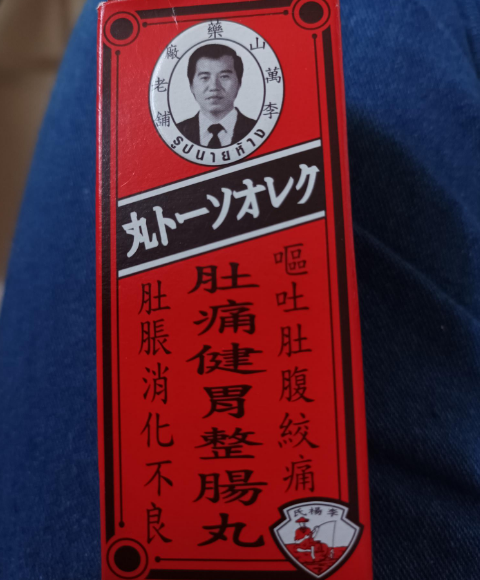 李萬山藥廠老舖
รูปนายห้าง
クレオソート丸
嘔吐肚腹絞痛
肚痛健胃整腸丸
肚脹消化不良
李楊氏